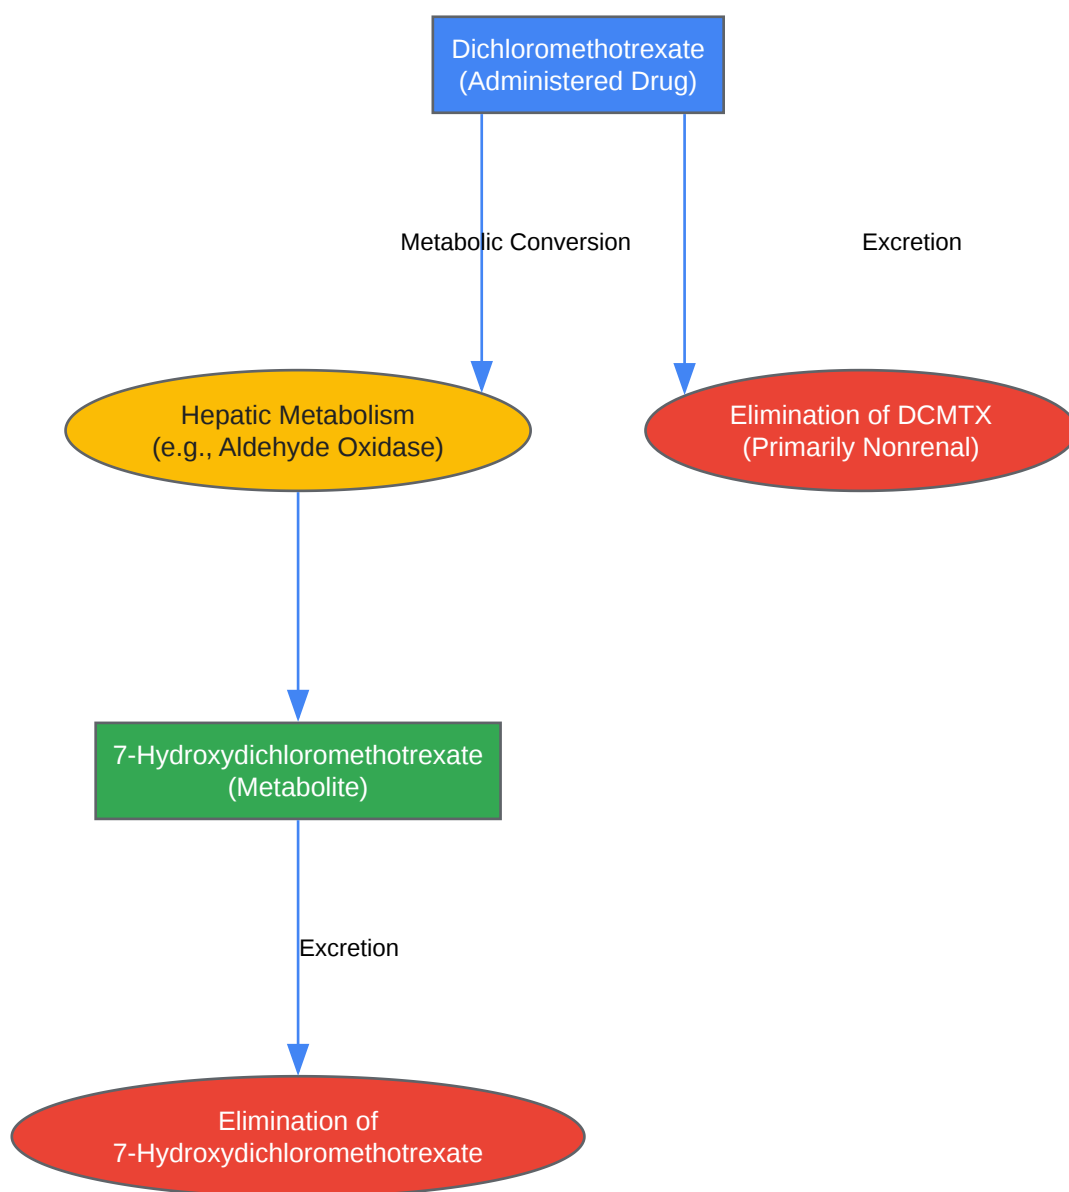 Dichloromethotrexate
(Administered Drug)
Metabolic Conversion
Excretion
Hepatic Metabolism
(e.g., Aldehyde Oxidase)
Elimination of DCMTX
(Primarily Nonrenal)
7-Hydroxydichloromethotrexate
(Metabolite)
Excretion
Elimination of
7-Hydroxydichloromethotrexate